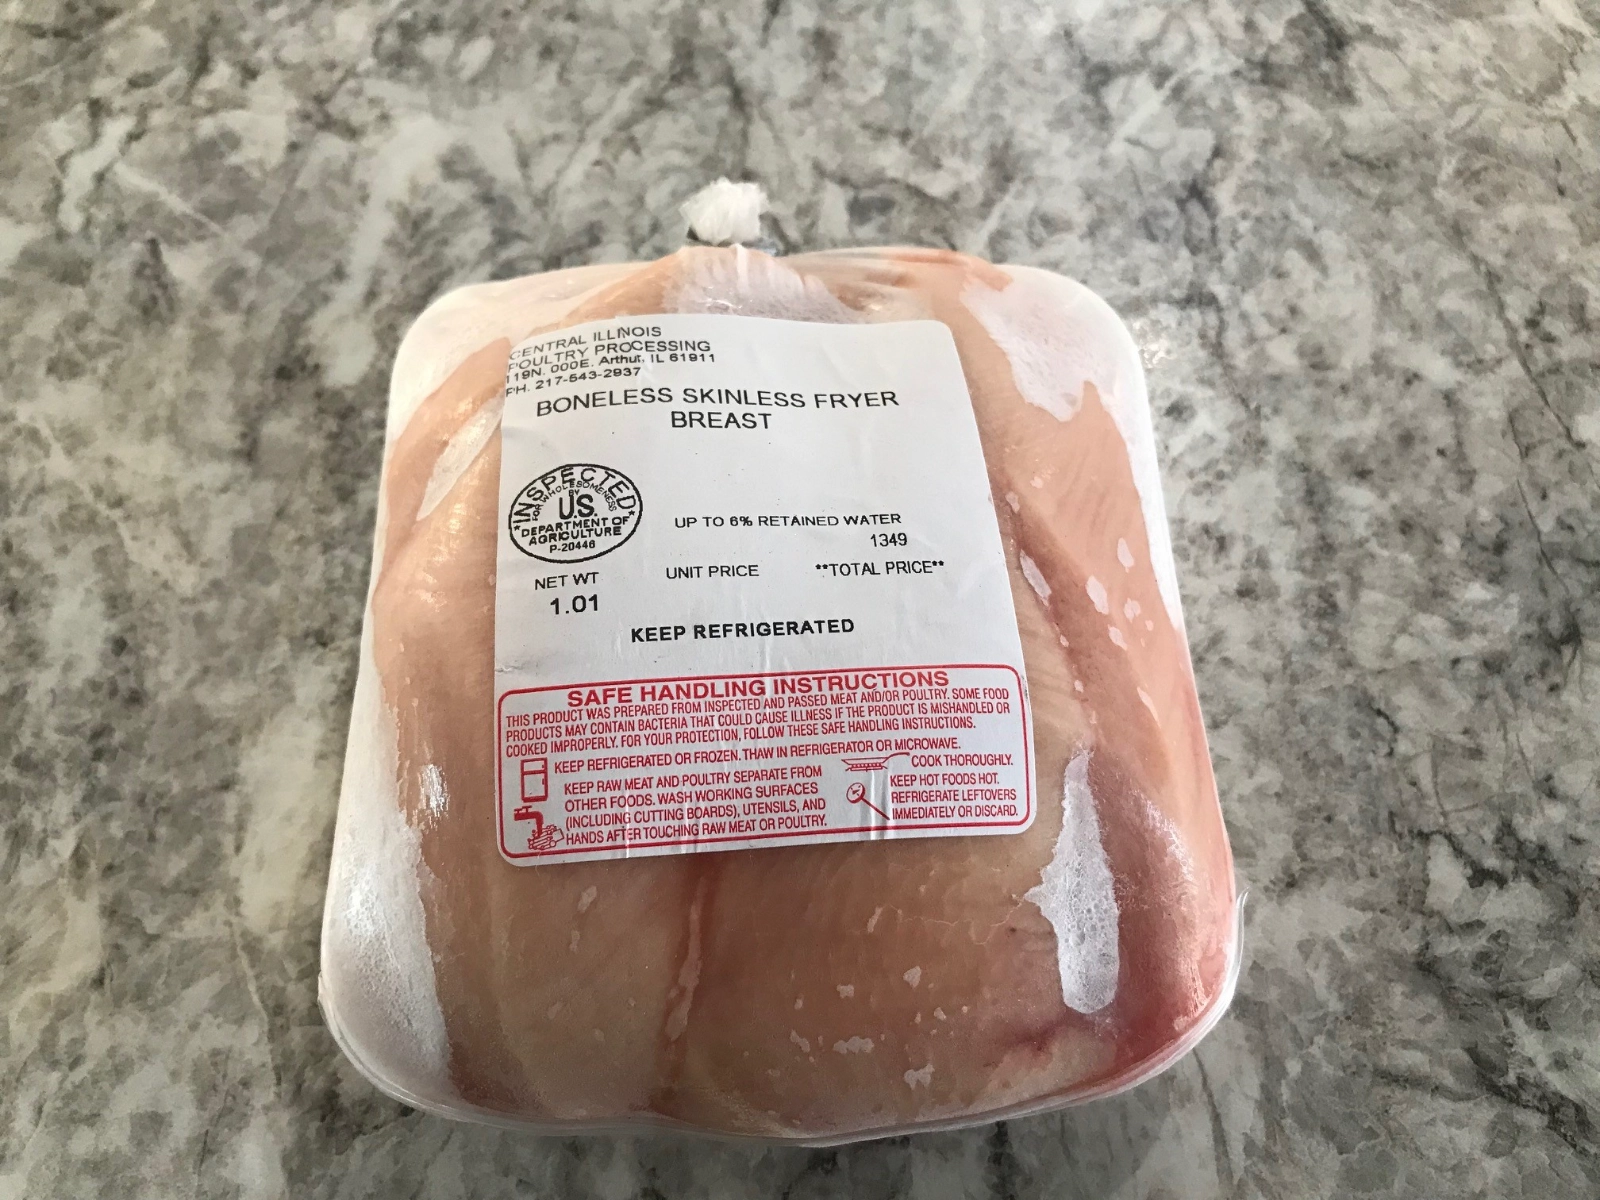 CENTRAL ILLINOIS
POULTRY PROCESSING
119N. 000E. Arthur, IL 61911
PH. 217-543-2937
BONELESS SKINLESS FRYER
BREAST
INSPECTED
FOR WHOLESOMENESS
BY
U.S.
DEPARTMENT OF
AGRICULTURE
P-20446
UP TO 6% RETAINED WATER
1349
NET WT
UNIT PRICE
**TOTAL PRICE**
1.01
KEEP REFRIGERATED
SAFE HANDLING INSTRUCTIONS
THIS PRODUCT WAS PREPARED FROM INSPECTED AND PASSED MEAT AND/OR POULTRY. SOME FOOD
PRODUCTS MAY CONTAIN BACTERIA THAT COULD CAUSE ILLNESS IF THE PRODUCT IS MISHANDLED OR
COOKED IMPROPERLY. FOR YOUR PROTECTION, FOLLOW THESE SAFE HANDLING INSTRUCTIONS.
KEEP REFRIGERATED OR FROZEN. THAW IN REFRIGERATOR OR MICROWAVE.
KEEP RAW MEAT AND POULTRY SEPARATE FROM
OTHER FOODS. WASH WORKING SURFACES
(INCLUDING CUTTING BOARDS), UTENSILS, AND
HANDS AFTER TOUCHING RAW MEAT OR POULTRY.
COOK THOROUGHLY.
KEEP HOT FOODS HOT.
REFRIGERATE LEFTOVERS
IMMEDIATELY OR DISCARD.